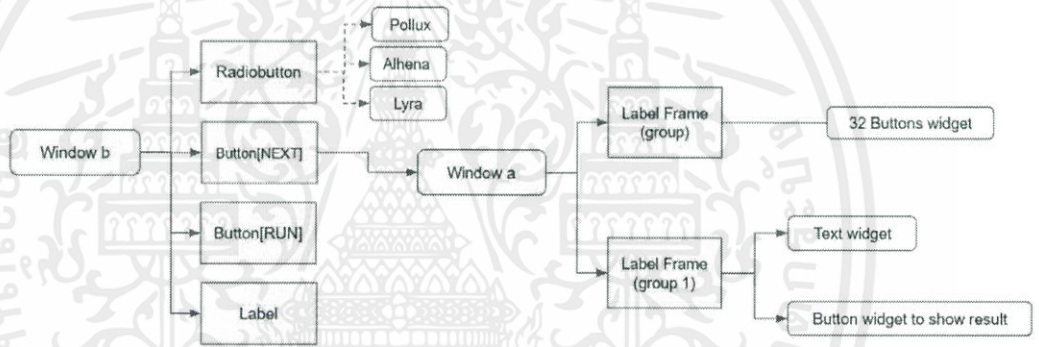 Pollux
Radiobutton
Alhena
Lyra
Label Frame
(group)
32 Buttons widget
Window b
Button[NEXT]
Window a
Button[RUN]
Text widget
Label Frame
(group 1)
Label
Button widget to show result